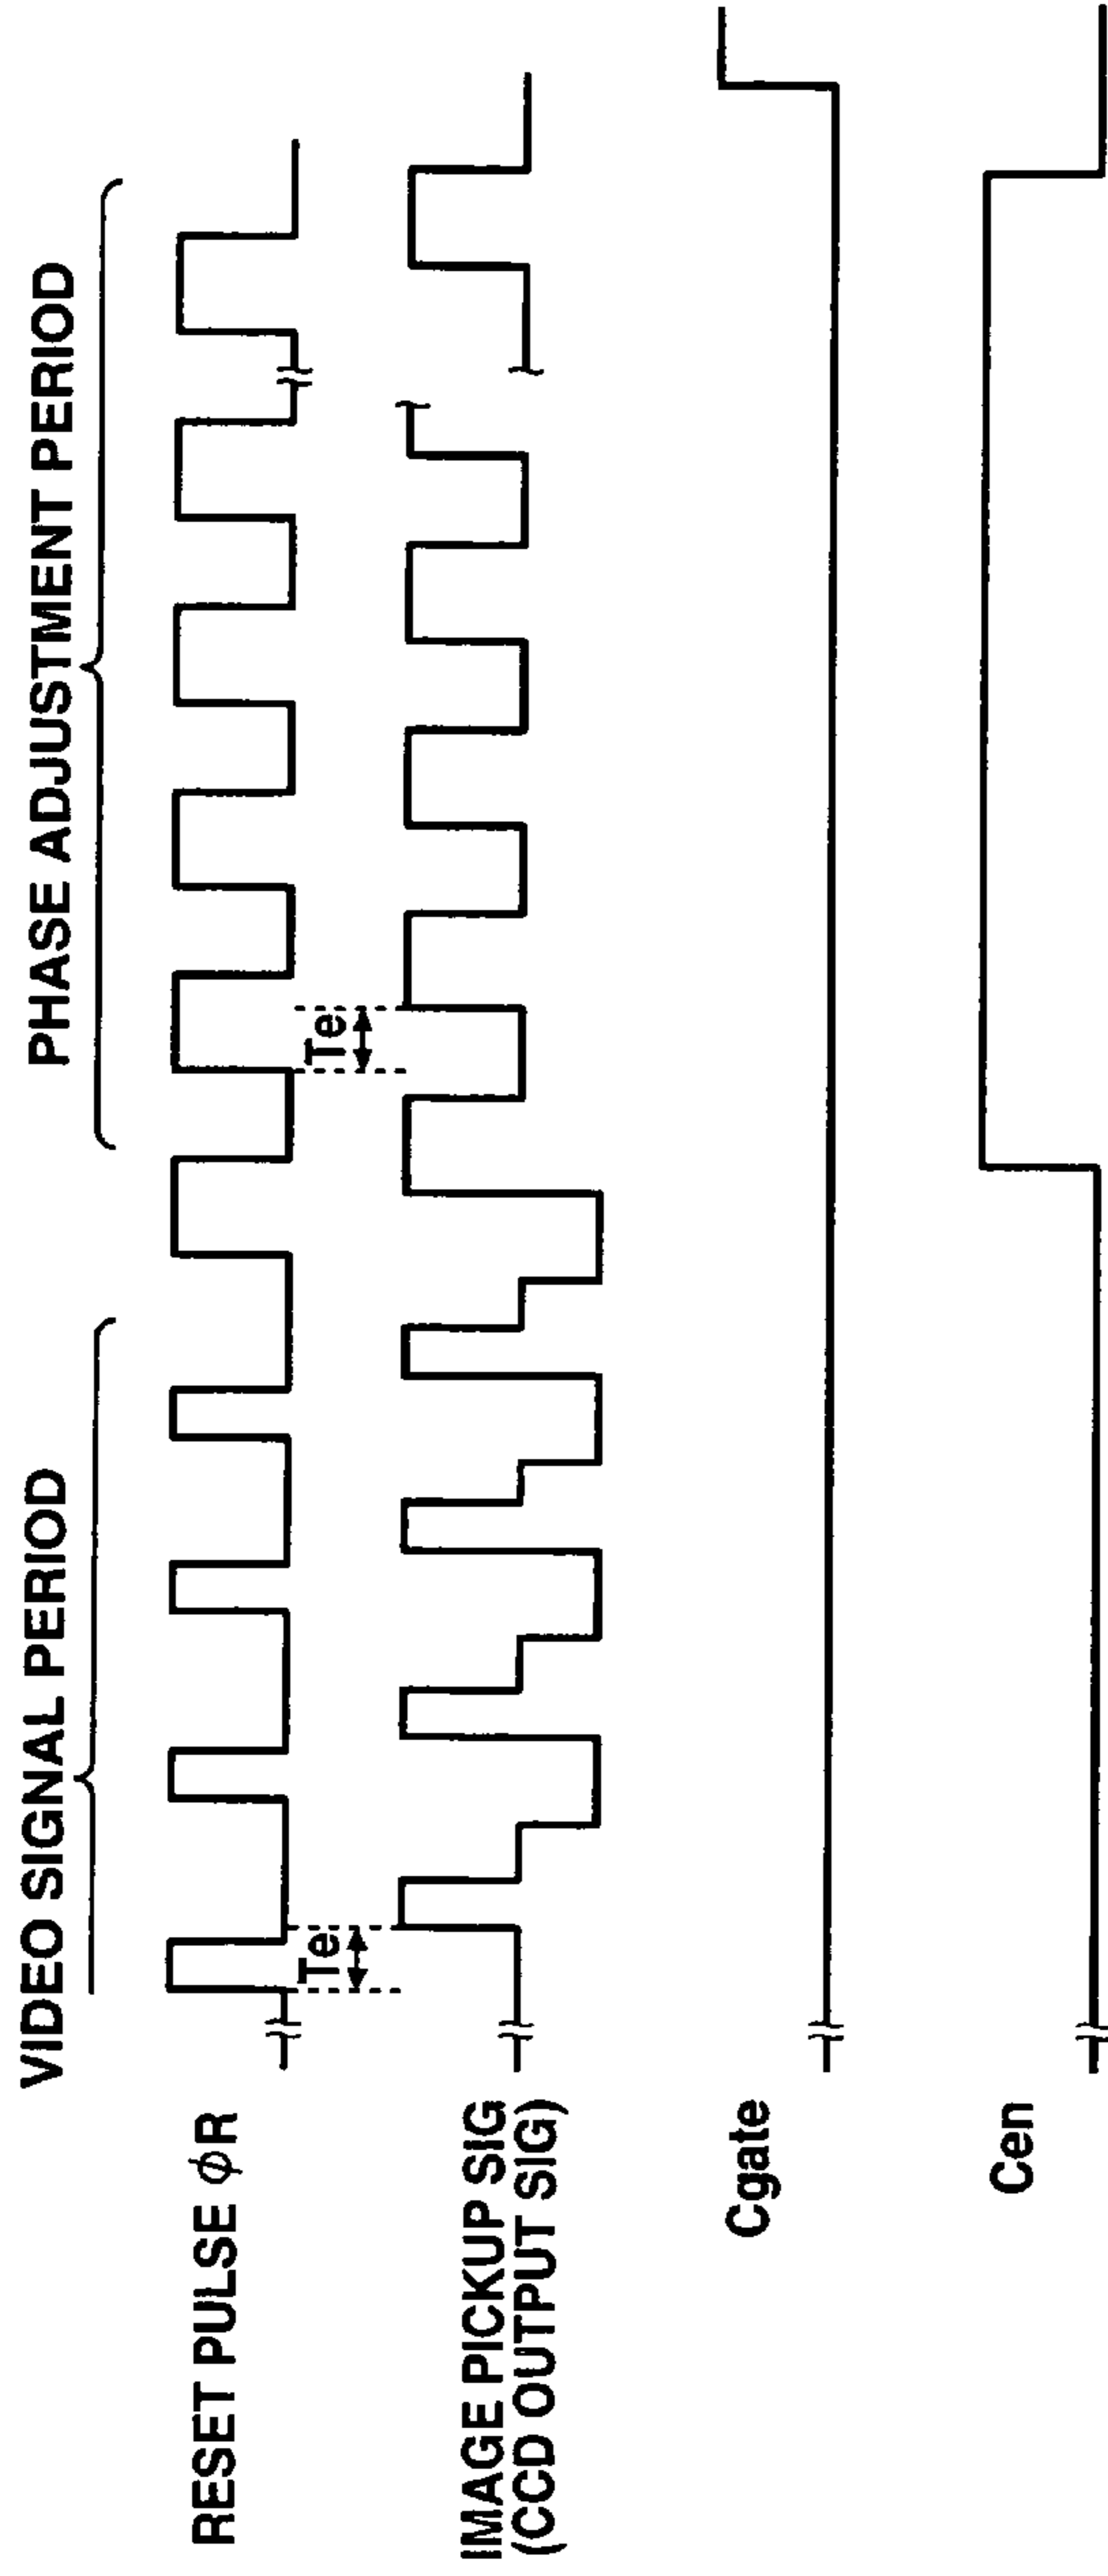 VIDEO SIGNAL PERIOD
PHASE ADJUSTMENT PERIOD
RESET PULSE ϕR
Te
Te
IMAGE PICKUP SIG
(CCD OUTPUT SIG)
Cgate
Cen